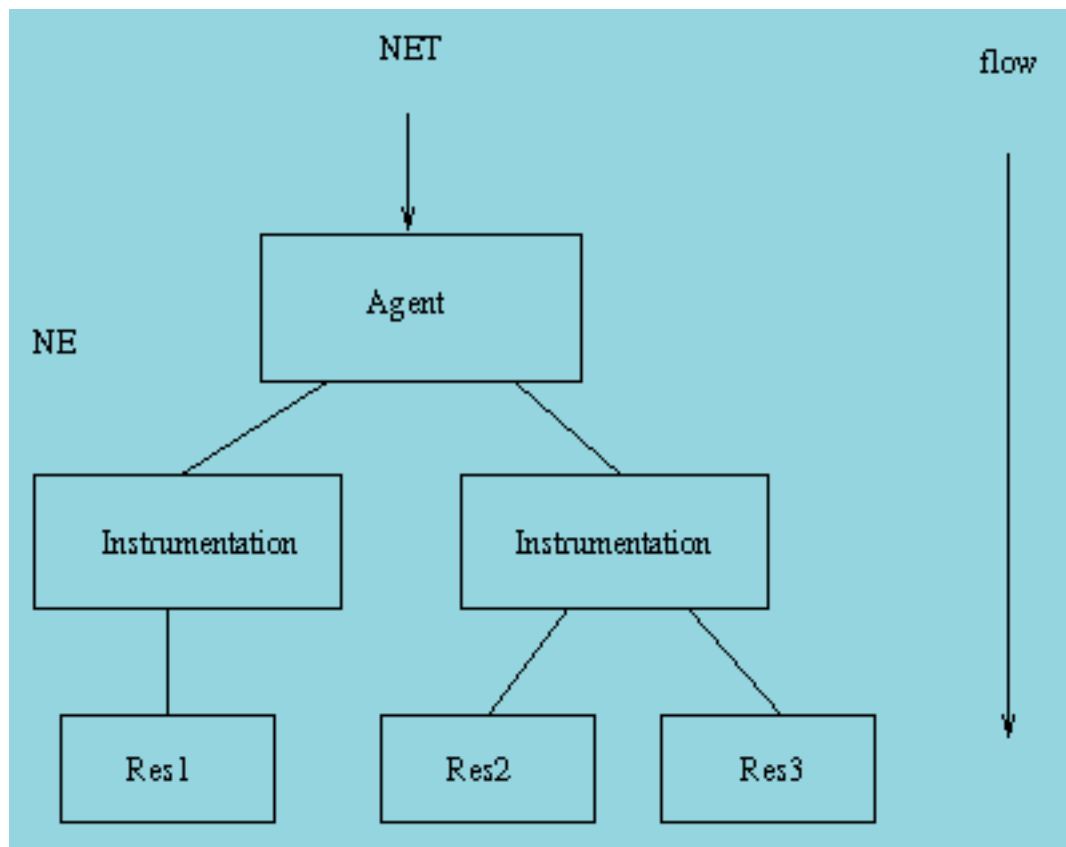 NET
flow
Agent
NE
Instrumentation
Instrumentation
Res1
Res2
Res3